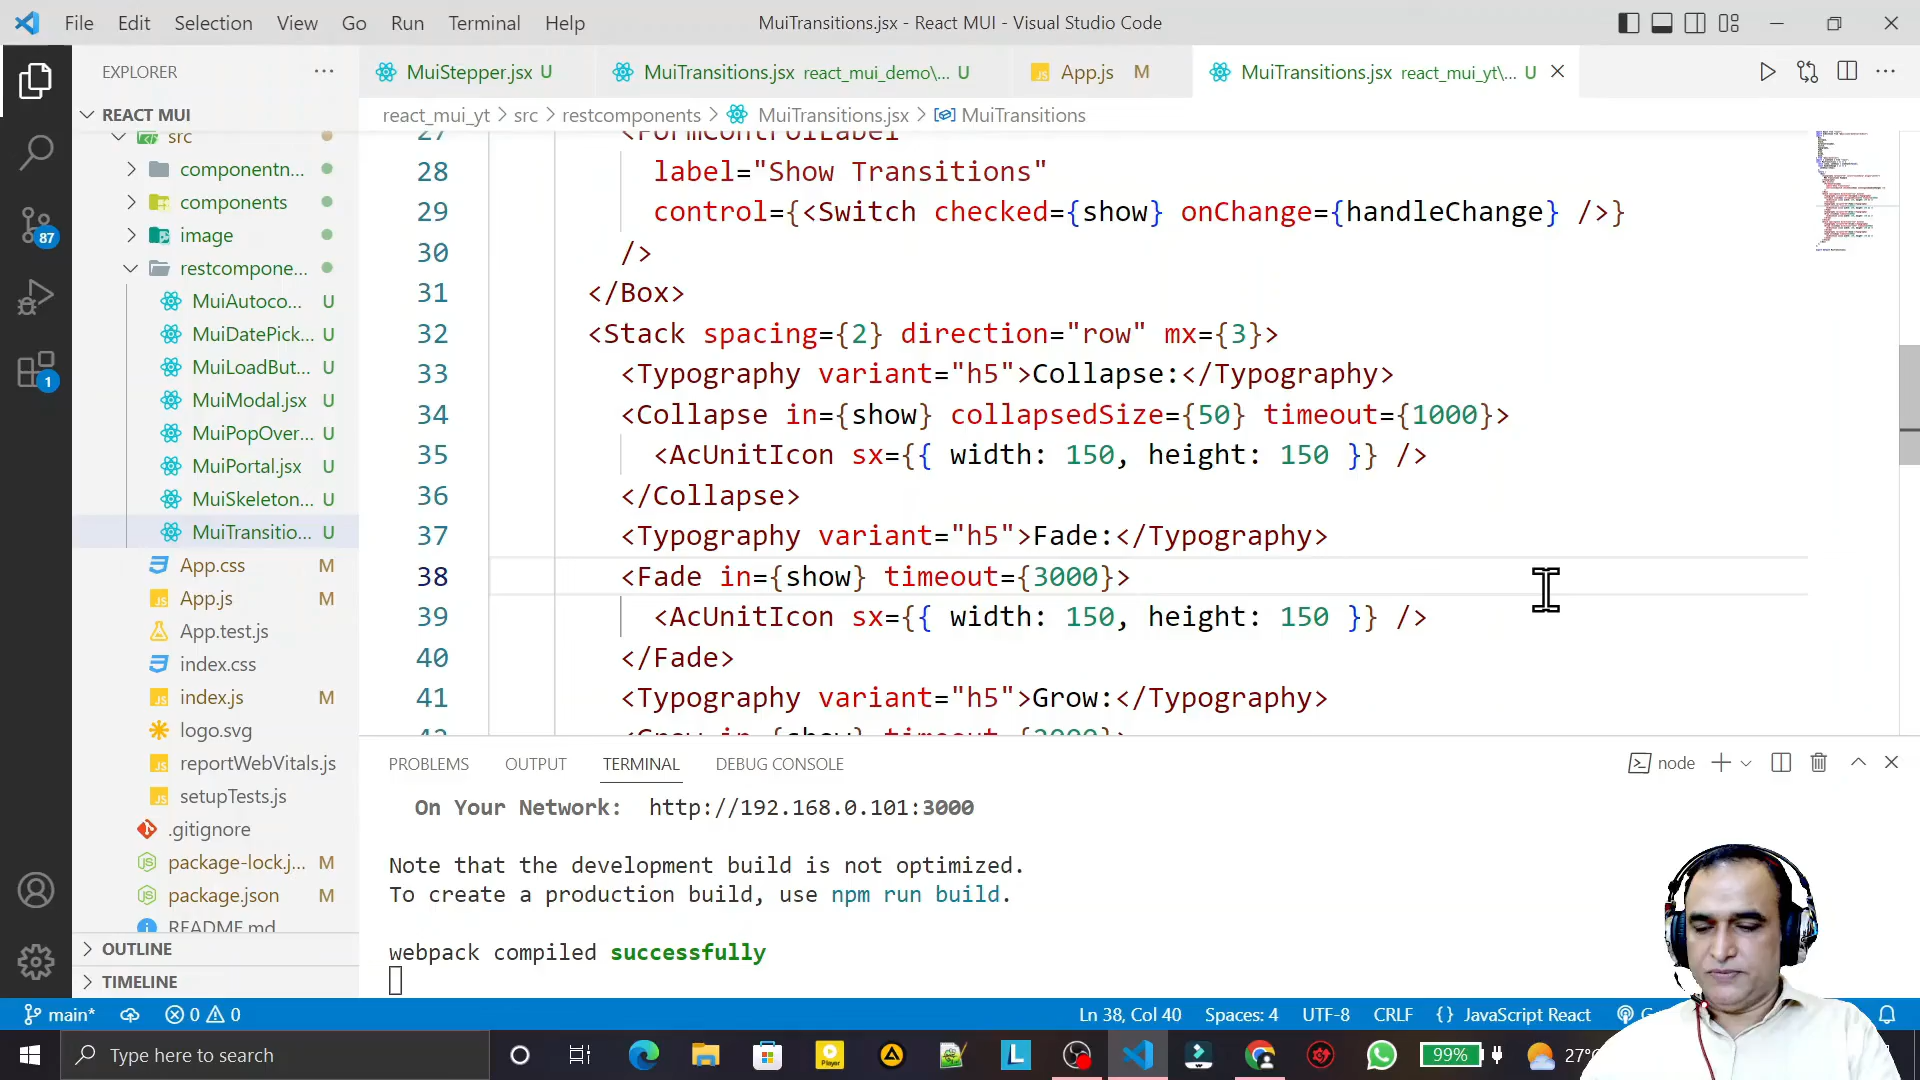 File Edit Selection View Go Run Terminal Help
MuiTransitions.jsx - React MUI - Visual Studio Code
EXPLORER
MuiStepper.jsx U
MuiTransitions.jsx react_mui_demo\... U
App.js M
MuiTransitions.jsx react_mui_yt\... U
REACT MUI
react_mui_yt > src > restcomponents > MuiTransitions.jsx > MuiTransitions
src
componentn...
components
image
restcompone...
MuiAutoco... U
MuiDatePick... U
MuiLoadBut... U
MuiModal.jsx U
MuiPopOver... U
MuiPortal.jsx U
MuiSkeleton... U
MuiTransitio... U
App.css M
App.js M
App.test.js
index.css
index.js M
logo.svg
reportWebVitals.js
setupTests.js
.gitignore
package-lock.j... M
package.json M
README.md
OUTLINE
TIMELINE
87
1
27 <FormControlLabel
28 label="Show Transitions"
29 control={<Switch checked={show} onChange={handleChange} />}
30 />
31 </Box>
32 <Stack spacing={2} direction="row" mx={3}>
33 <Typography variant="h5">Collapse:</Typography>
34 <Collapse in={show} collapsedSize={50} timeout={1000}>
35 <AcUnitIcon sx={{ width: 150, height: 150 }} />
36 </Collapse>
37 <Typography variant="h5">Fade:</Typography>
38 <Fade in={show} timeout={3000}>
39 <AcUnitIcon sx={{ width: 150, height: 150 }} />
40 </Fade>
41 <Typography variant="h5">Grow:</Typography>
PROBLEMS OUTPUT TERMINAL DEBUG CONSOLE
node
On Your Network: http://192.168.0.101:3000
Note that the development build is not optimized.
To create a production build, use npm run build.
webpack compiled successfully
main* 0 0
Ln 38, Col 40 Spaces: 4 UTF-8 CRLF {} JavaScript React
Type here to search
Player
L
99%
27°